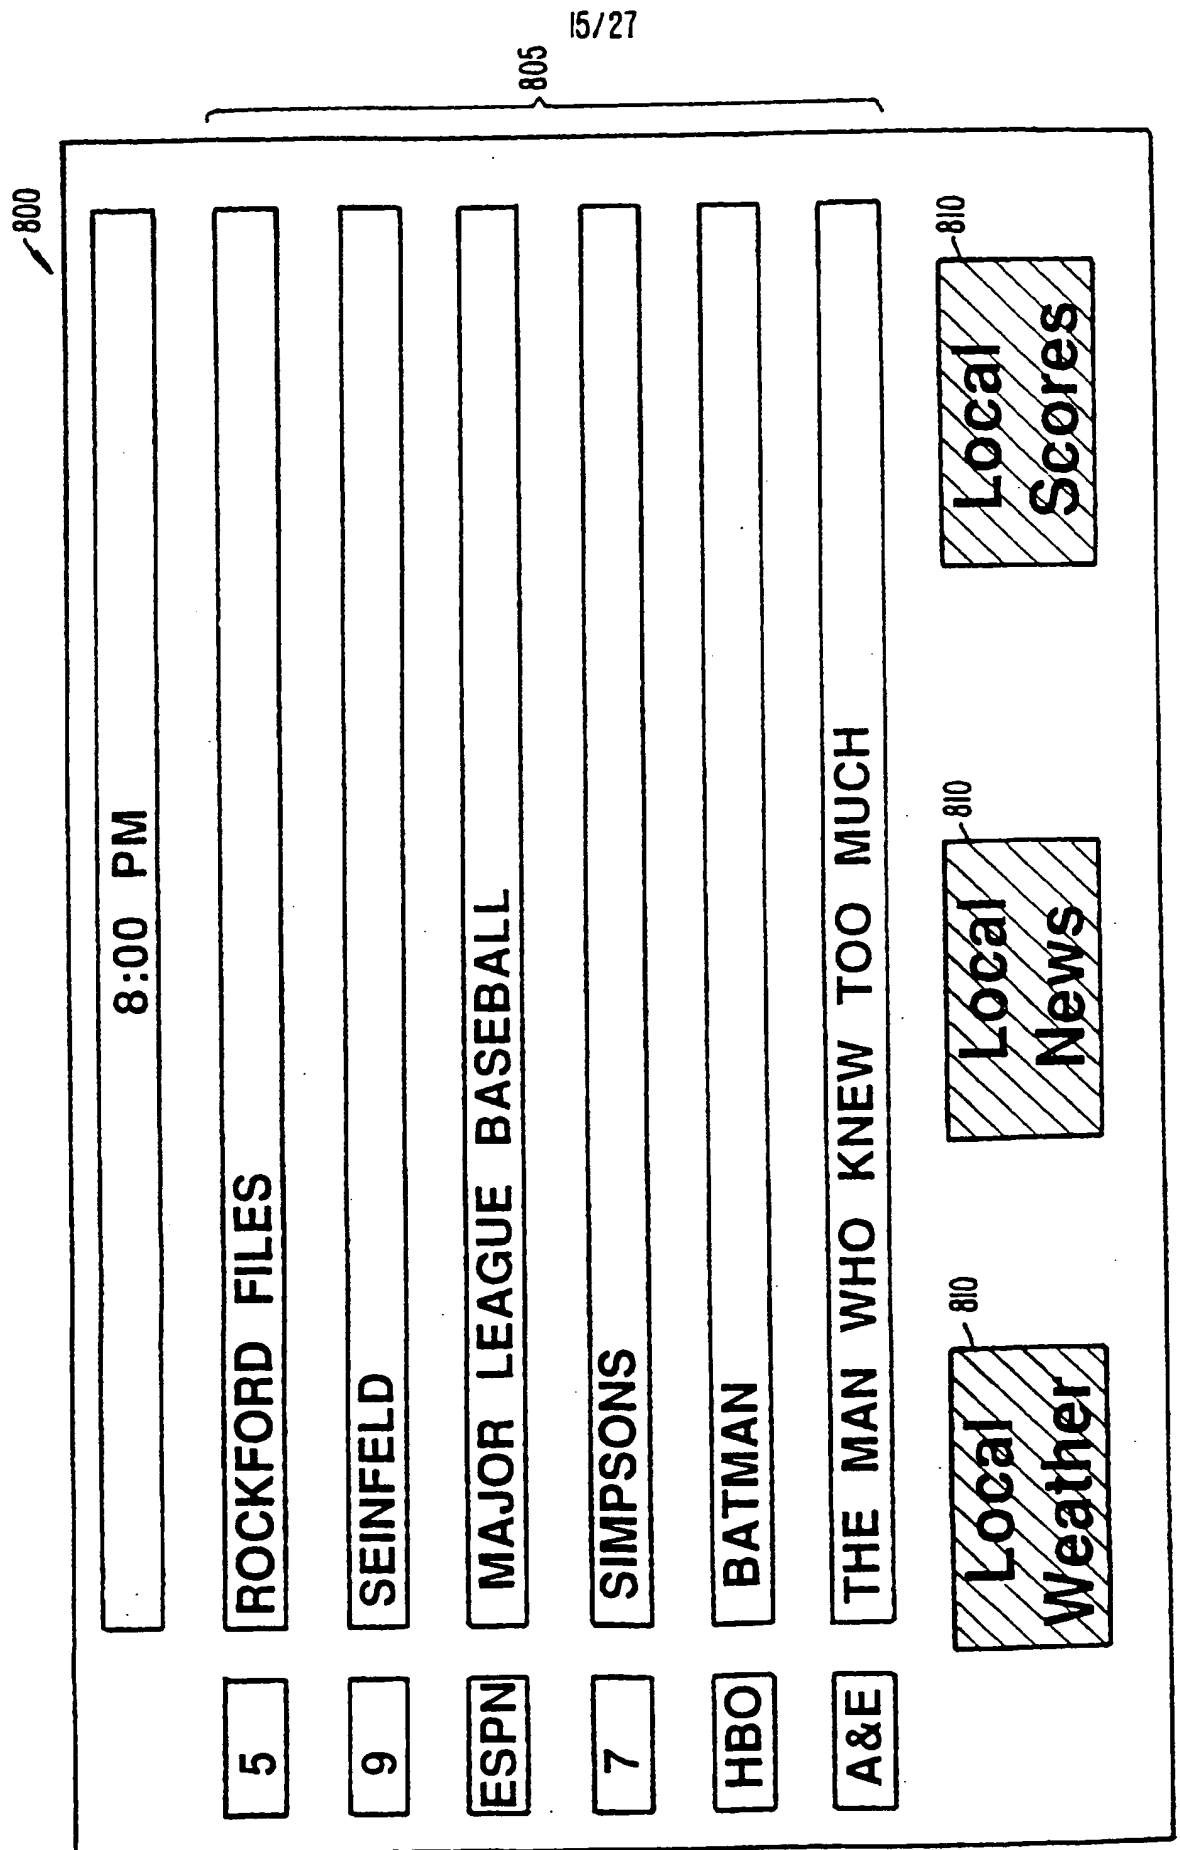 15/27
800
805
8:00 PM
5 ROCKFORD FILES
9 SEINFELD
ESPN MAJOR LEAGUE BASEBALL
7 SIMPSONS
HBO BATMAN
A&E THE MAN WHO KNEW TOO MUCH
810
810
810
Local
Weather
Local
News
Local
Scores